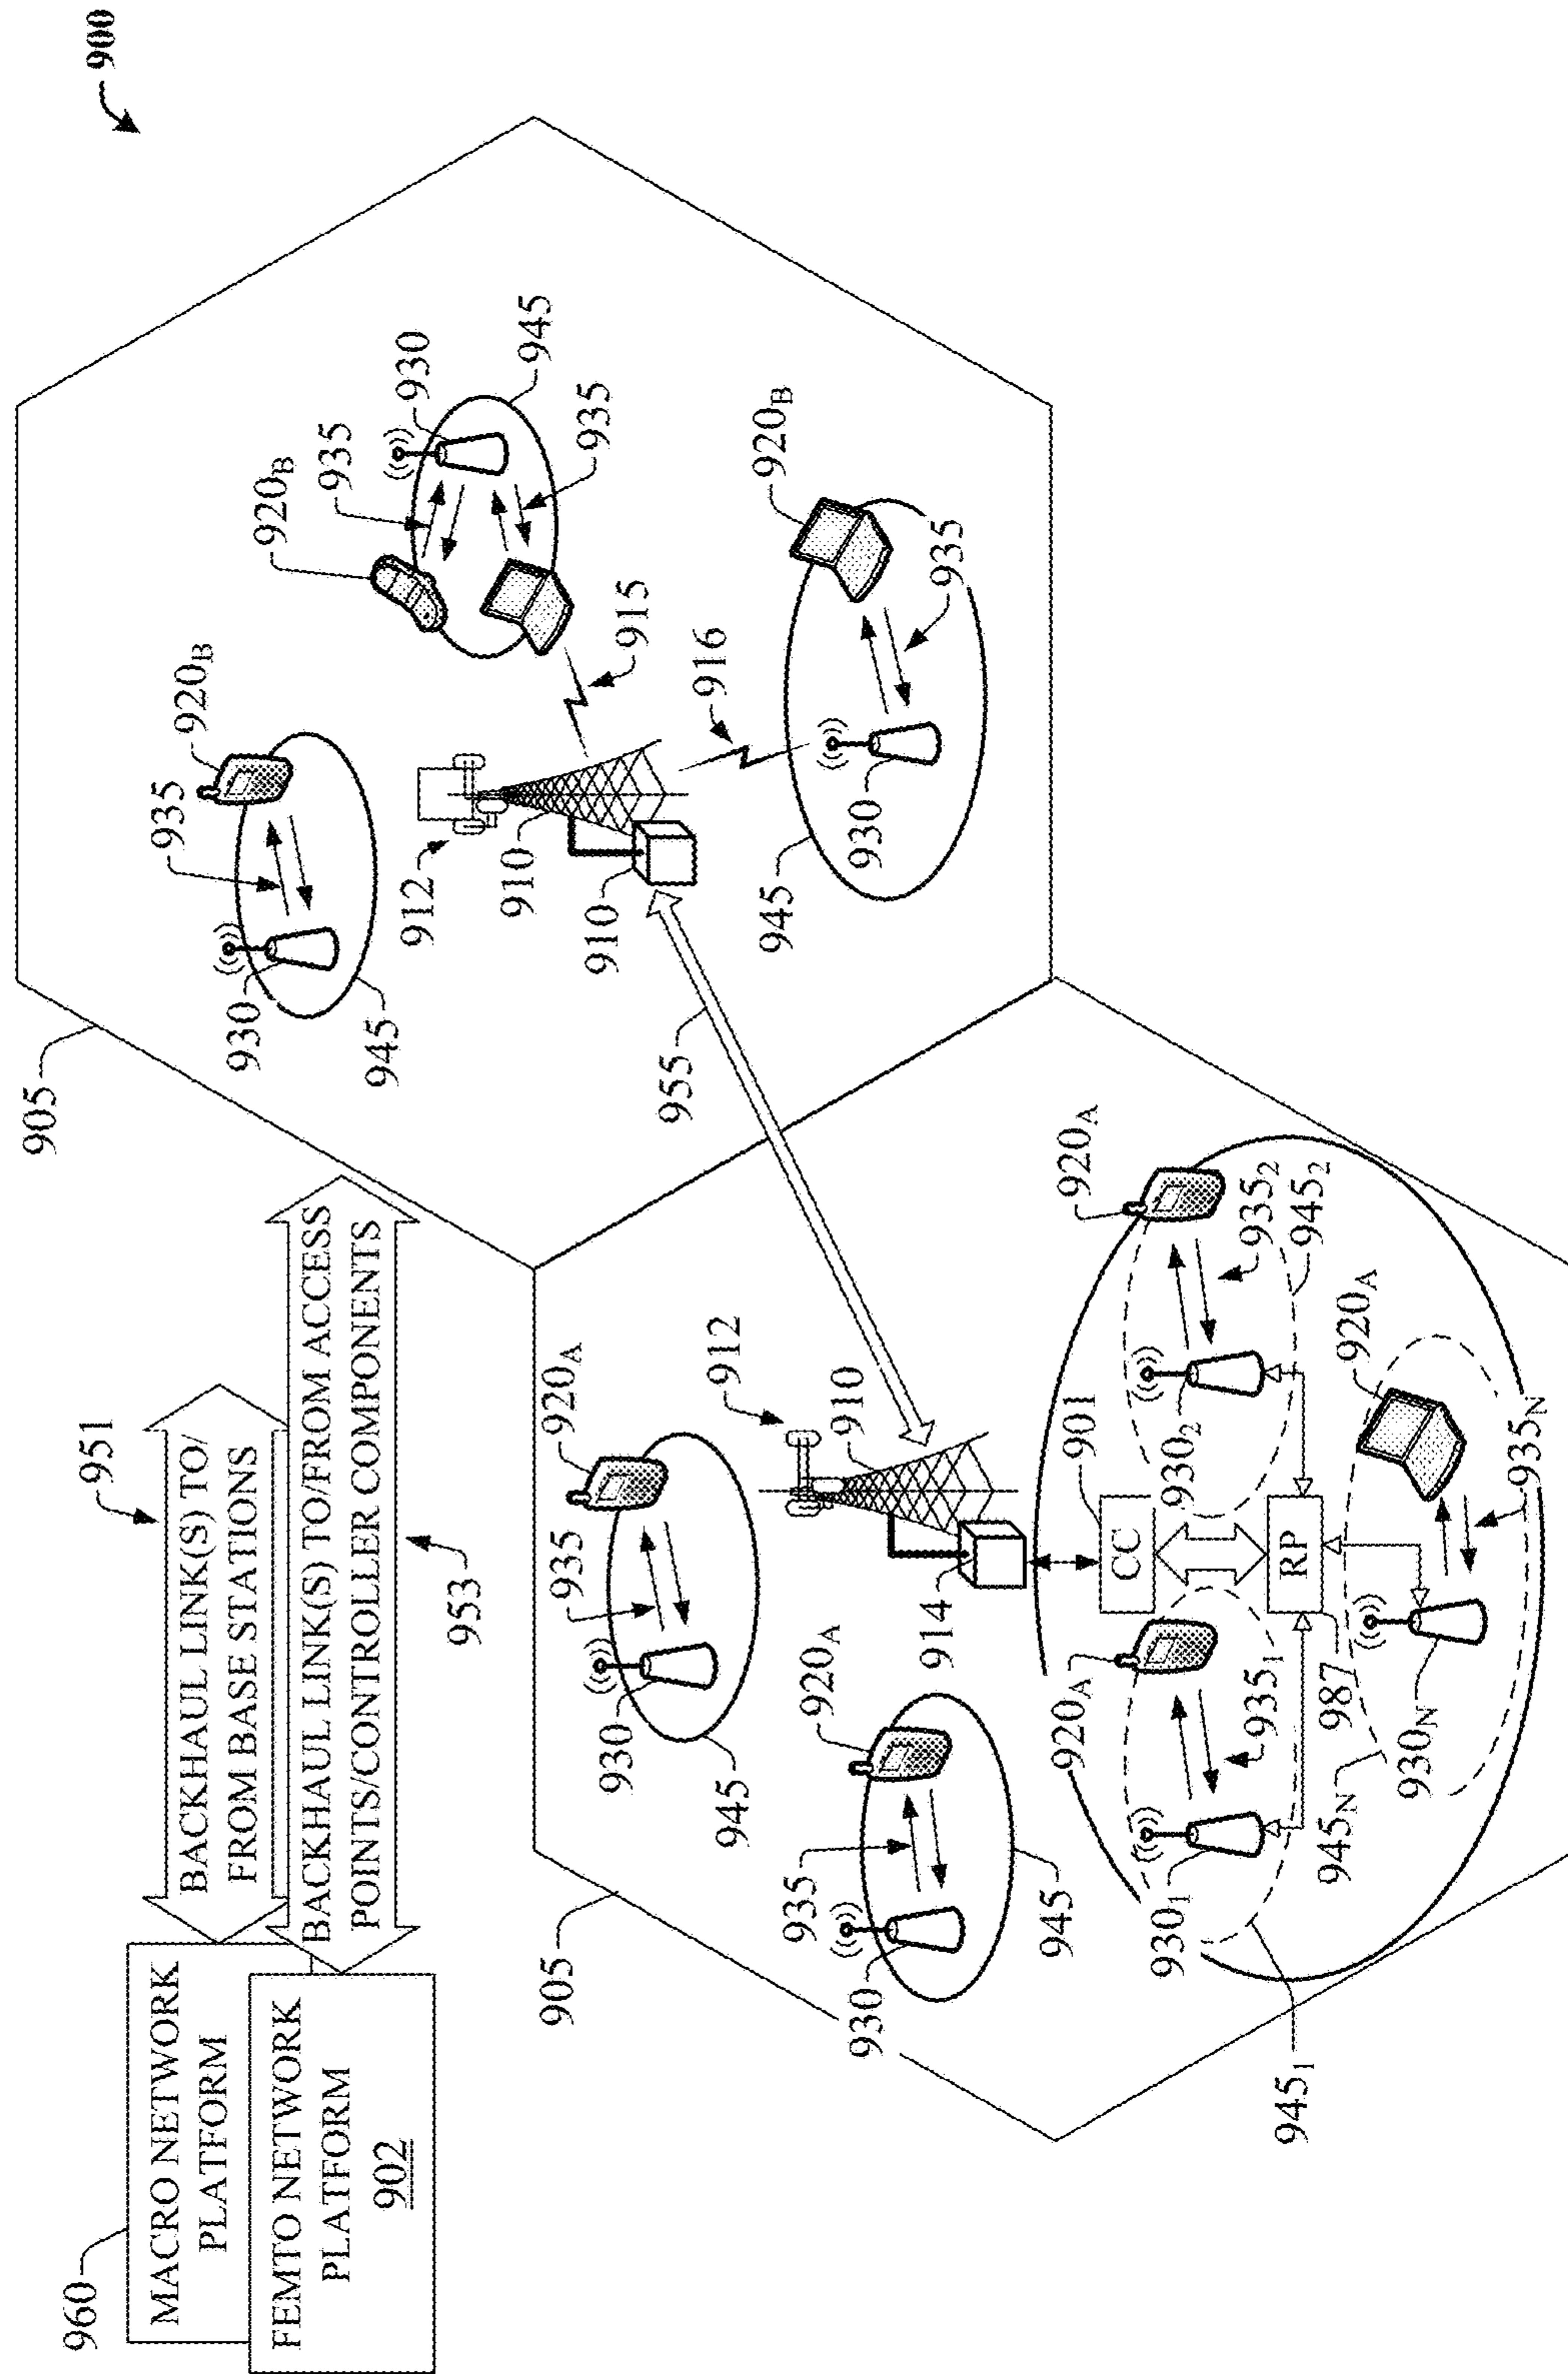 900
960
MACRO NETWORK
PLATFORM
FEMTO NETWORK
PLATFORM
902
951
BACKHAUL LINK(S) TO/
FROM BASE STATIONS
BACKHAUL LINK(S) TO/FROM ACCESS
POINTS/CONTROLLER COMPONENTS
953
905
930
935
920B
945
912
910
910
955
920B
935
930
945
935
915
916
920B
945
930
935
905
930
935
920A
945
930
935
920A
945
912
910
914
901
CC
RP
987
920A
9301
9351
9451
920A
9302
9352
9452
920A
930N
935N
945N